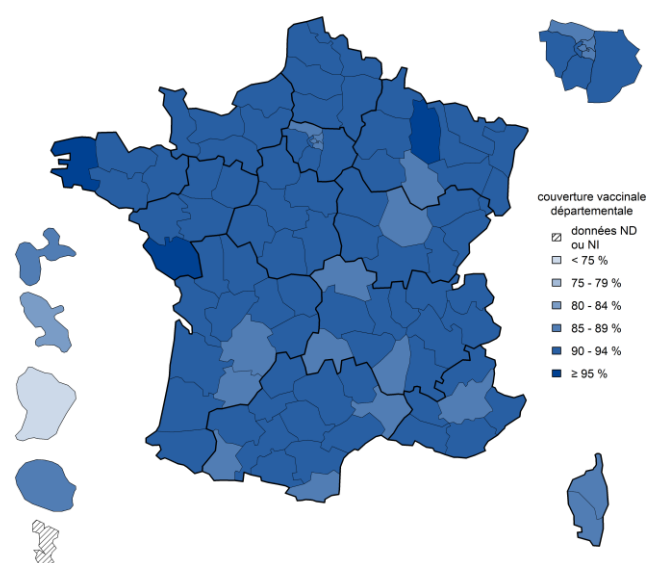 couverture vaccinale
départementale
données ND
ou NI
< 75 %
75 - 79 %
80 - 84 %
85 - 89 %
90 - 94 %
≥ 95 %